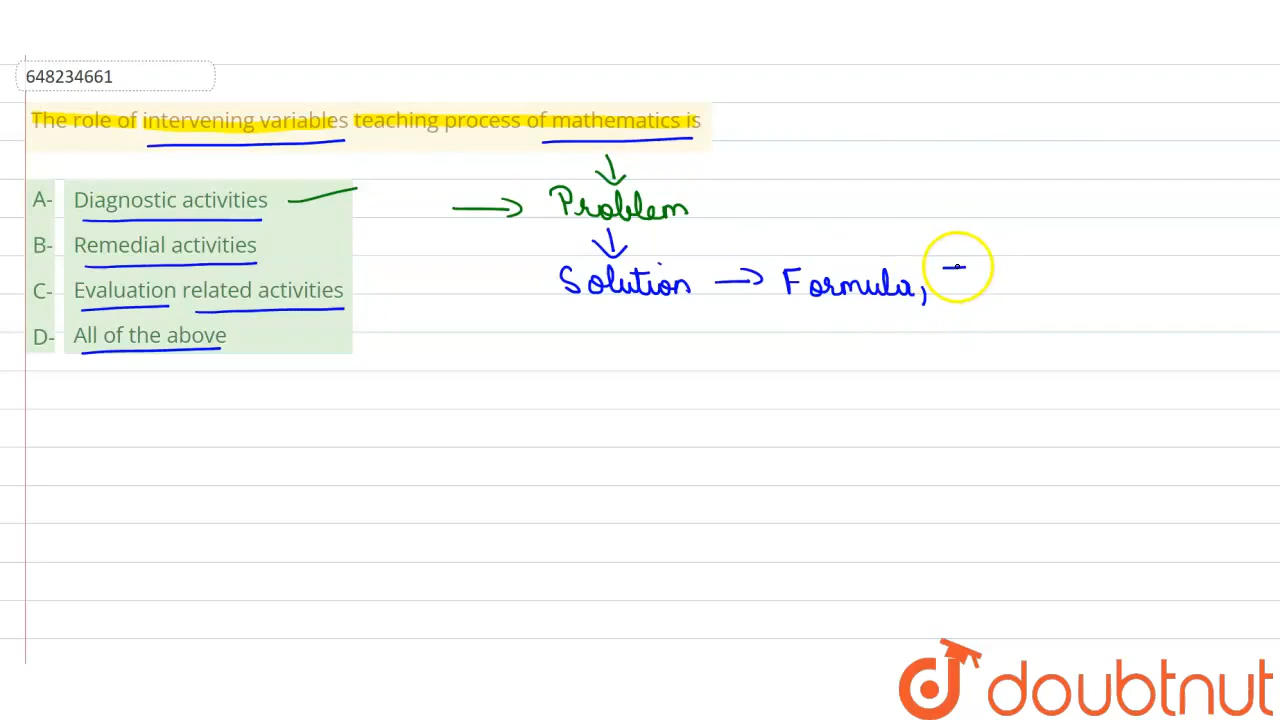 648234661
The role of intervening variables teaching process of mathematics is
A- Diagnostic activities
B- Remedial activities
C- Evaluation related activities
D- All of the above
Problem
Solution → Formula,
doubtnut